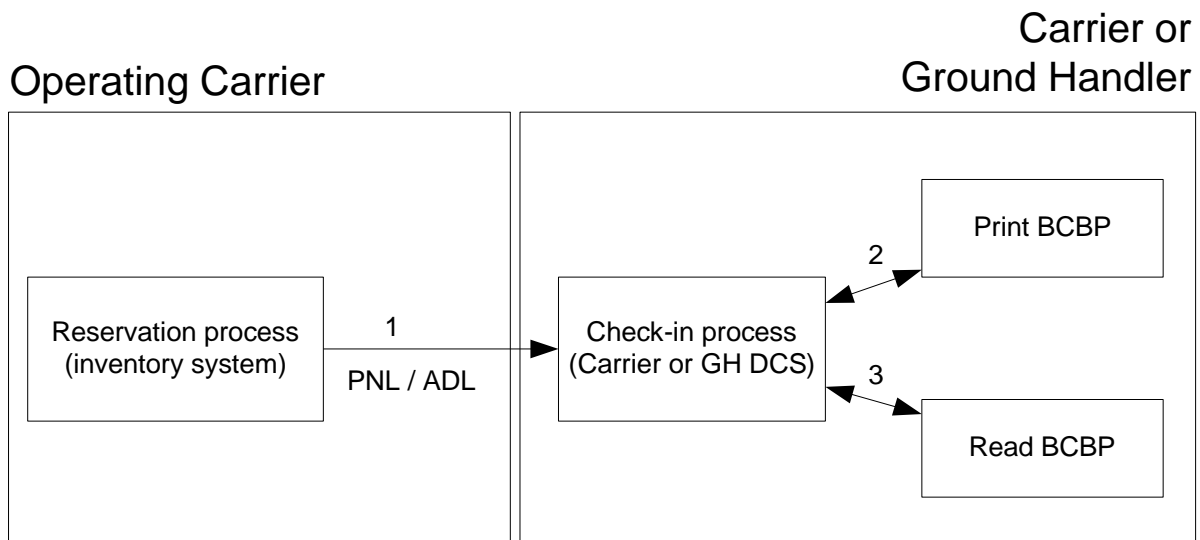 Operating Carrier
Carrier or
Ground Handler
Reservation process
(inventory system)
1
PNL / ADL
Check-in process
(Carrier or GH DCS)
2
Print BCBP
3
Read BCBP